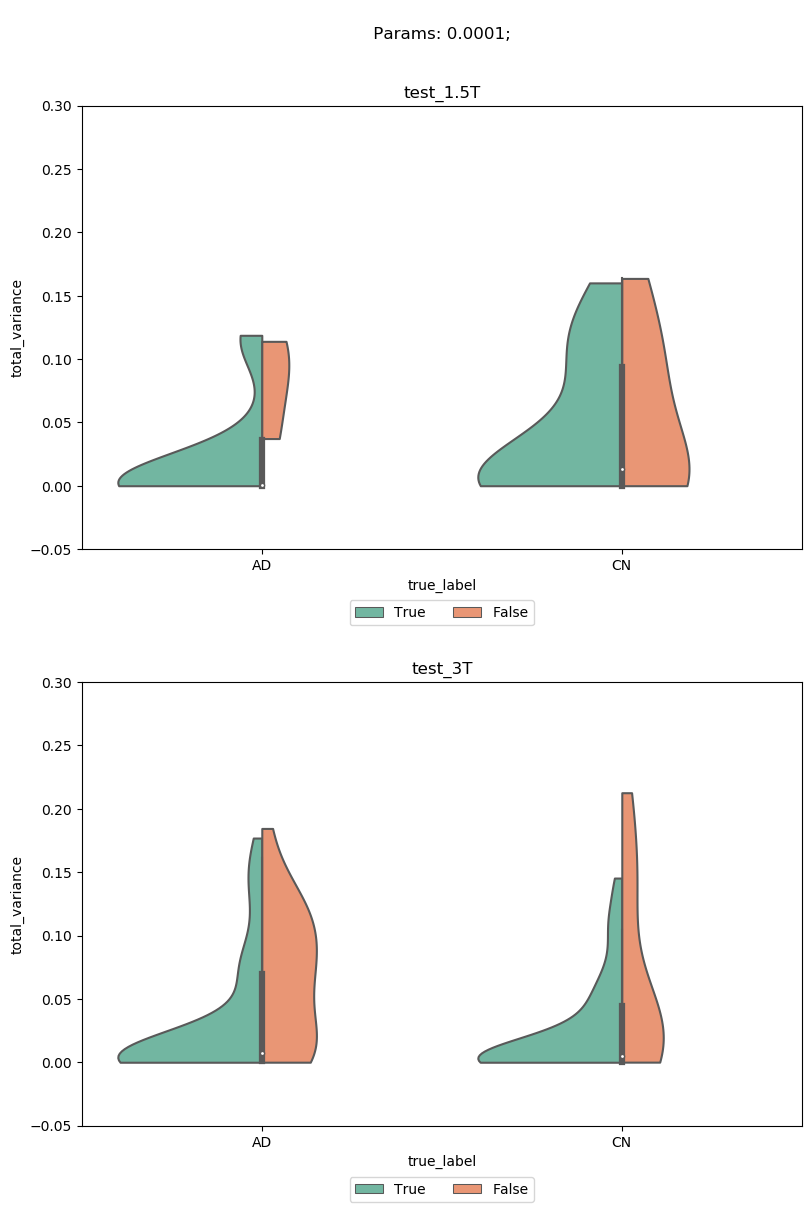 Params: 0.0001;
test_1.5T
0.30
0.25
0.20
0.15
0.10
0.05
0.00
−0.05
total_variance
AD CN
true_label
True False
test_3T
0.30
0.25
0.20
0.15
0.10
0.05
0.00
−0.05
total_variance
AD CN
true_label
True False